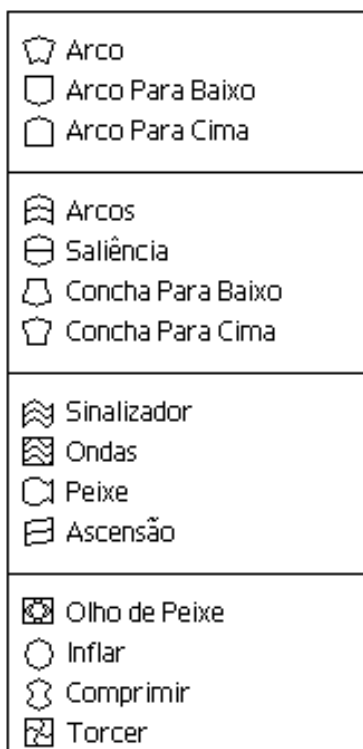 Arco
Arco Para Baixo
Arco Para Cima
Arcos
Saliência
Concha Para Baixo
Concha Para Cima
Sinalizador
Ondas
Peixe
Ascensão
Olho de Peixe
Inflar
Comprimir
Torcer